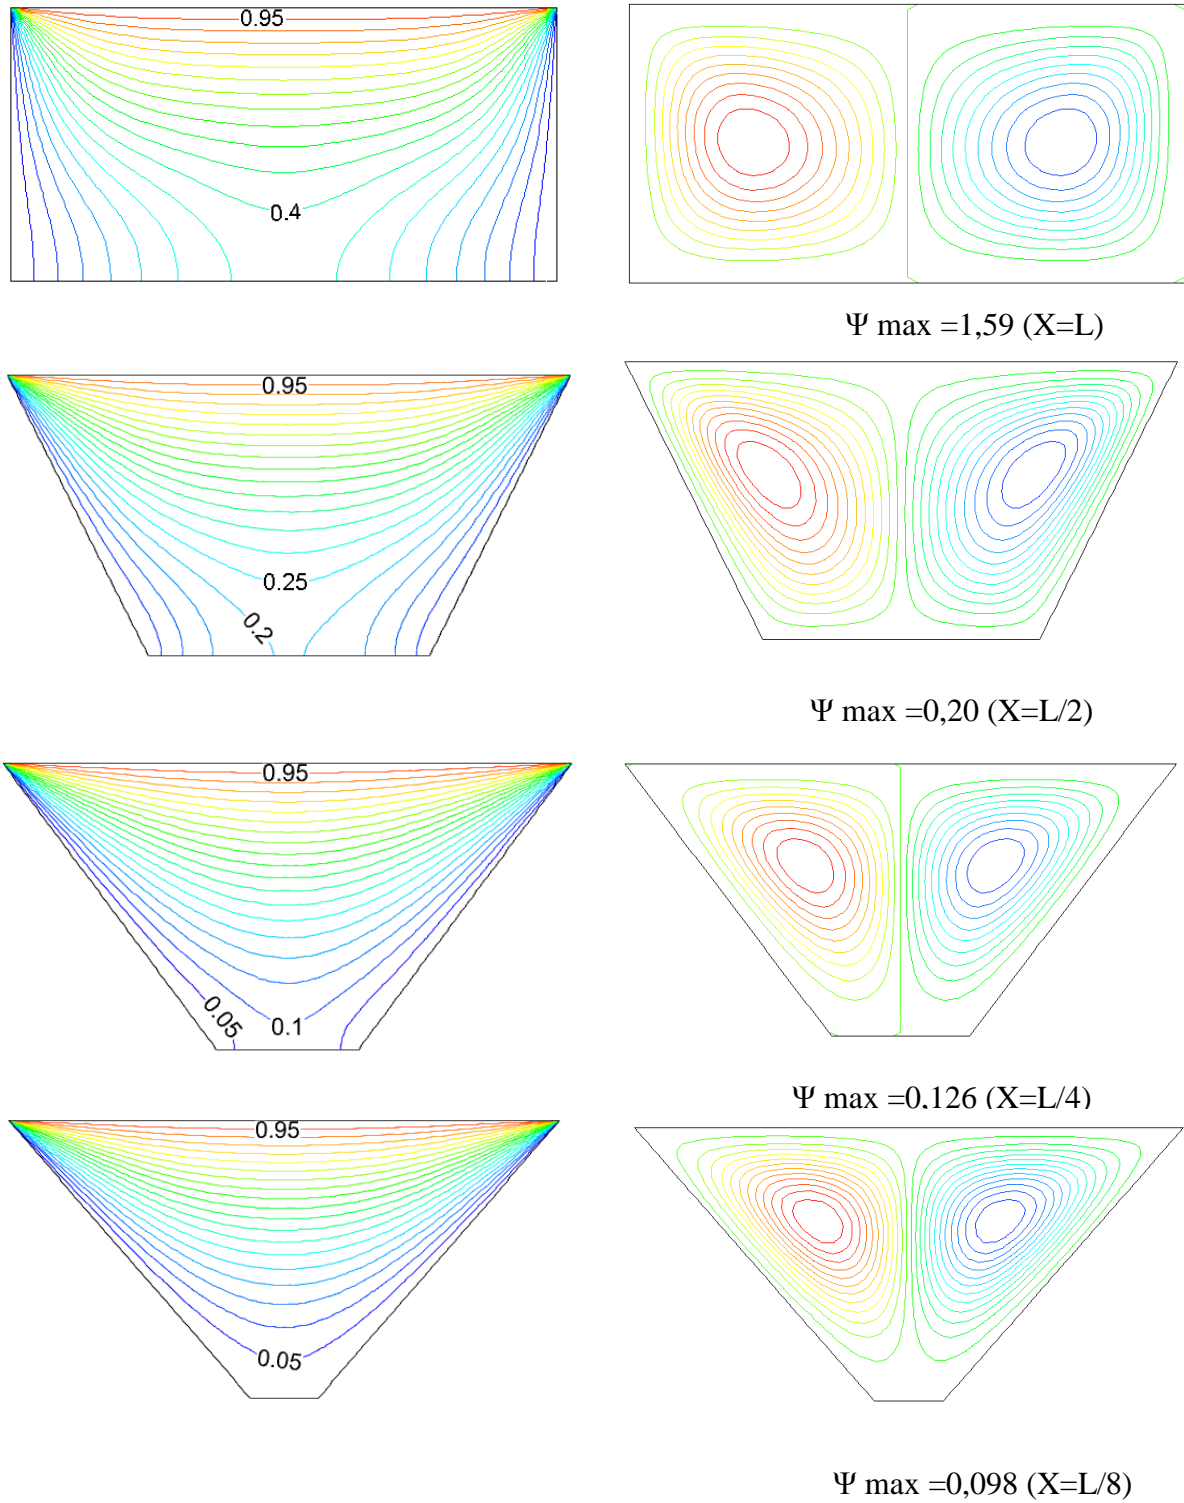 0.95
0.4
Ψ max =1,59 (X=L)
0.95
0.25
0.2
Ψ max =0,20 (X=L/2)
0.95
0.05
0.1
Ψ max =0,126 (X=L/4)
0.95
0.05
Ψ max =0,098 (X=L/8)